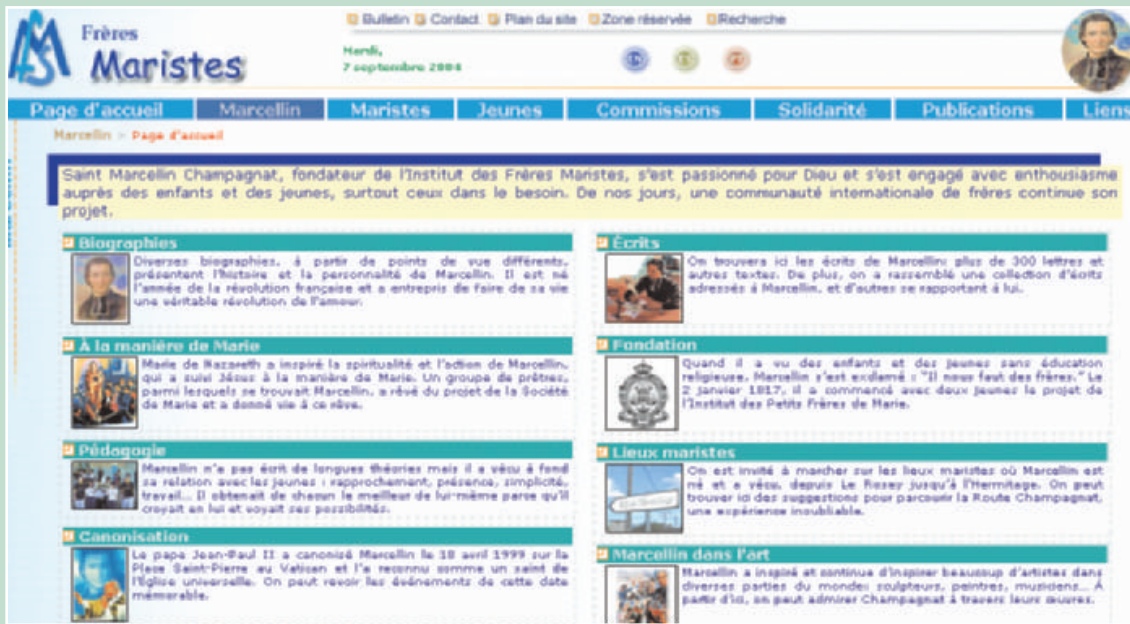 Frères
Maristes
Bulletin Contact Plan du site Zone réservée Recherche
Mardi,
7 septembre 2004
Page d'accueil Marcellin Maristes Jeunes Commissions Solidarité Publications Liens
Marcellin > Page d'accueil
Saint Marcellin Champagnat, fondateur de l'Institut des Frères Maristes, s'est passionné pour Dieu et s'est engagé avec enthousiasme
auprès des enfants et des jeunes, surtout ceux dans le besoin. De nos jours, une communauté internationale de frères continue son
projet.
Biographies
Diverses biographies, à partir de points de vue différents,
présentent l'histoire et la personnalité de Marcellin. Il est né
l'année de la révolution française et a entrepris de faire de sa vie
une véritable révolution de l'amour.
À la manière de Marie
Marie de Nazareth a inspiré la spiritualité et l'action de Marcellin,
qui a suivi Jésus à la manière de Marie. Un groupe de prêtres,
parmi lesquels se trouvait Marcellin, a rêvé du projet de la Société
de Marie et a donné vie à ce rêve.
Pédagogie
Marcellin n'a pas écrit de longues théories mais il a vécu à fond
sa relation avec les jeunes : rapprochement, présence, simplicité,
travail... Il obtenait de chacun le meilleur de lui-même parce qu'il
croyait en lui et voyait ses possibilités.
Canonisation
Le pape Jean-Paul II a canonisé Marcellin le 18 avril 1999 sur la
Place Saint-Pierre au Vatican et l'a reconnu comme un saint de
l'Église universelle. On peut revoir les événements de cette date
mémorable.
Écrits
On trouvera ici les écrits de Marcellin: plus de 300 lettres et
autres textes. De plus, on a rassemblé une collection d'écrits
adressés à Marcellin, et d'autres se rapportant à lui.
Fondation
Quand il a vu des enfants et des jeunes sans éducation
religieuse, Marcellin s'est exclamé : "Il nous faut des frères." Le
2 janvier 1817, il a commencé avec deux jeunes le projet de
l'Institut des Petits Frères de Marie.
Lieux maristes
On est invité à marcher sur les lieux maristes où Marcellin est
né et a vécu, depuis Le Rosey jusqu'à l'Hermitage. On peut
trouver ici des suggestions pour parcourir la Route Champagnat,
une expérience inoubliable.
Marcellin dans l'art
Marcellin a inspiré et continue d'inspirer beaucoup d'artistes dans
diverses parties du monde: sculpteurs, peintres, musiciens... À
partir d'ici, on peut admirer Champagnat à travers leurs œuvres.